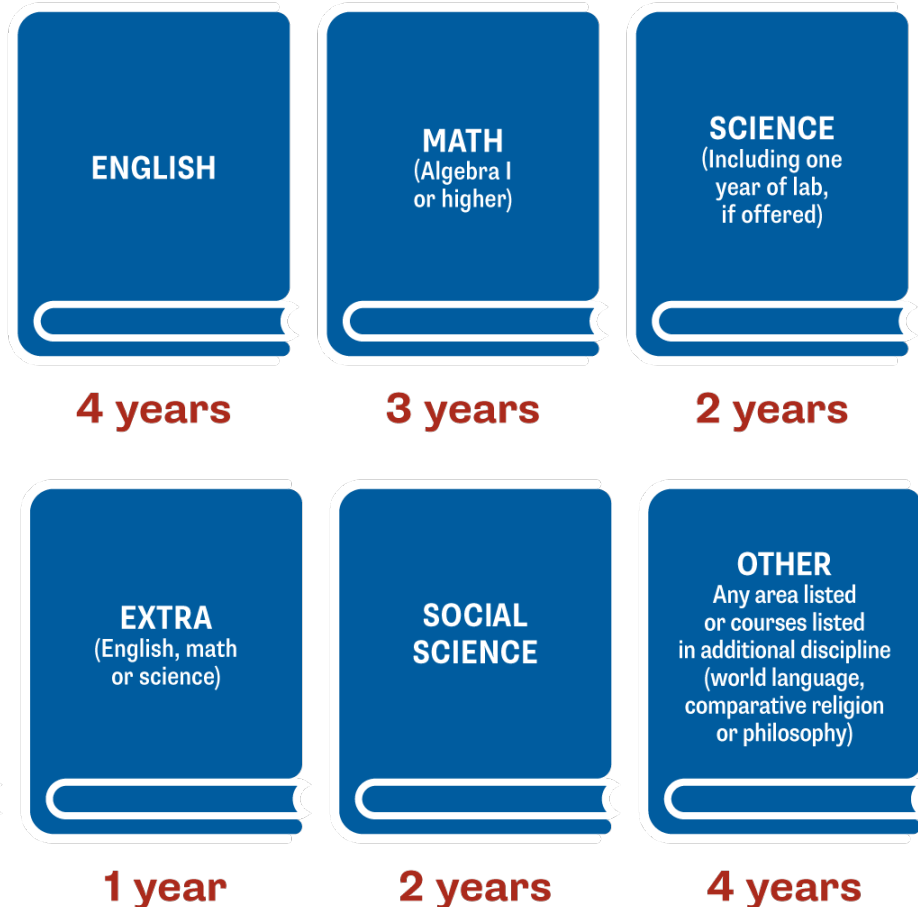 ENGLISH
4 years
MATH
(Algebra I
or higher)
3 years
SCIENCE
(Including one
year of lab,
if offered)
2 years
EXTRA
(English, math
or science)
1 year
SOCIAL
SCIENCE
2 years
OTHER
Any area listed
or courses listed
in additional discipline
(world language,
comparative religion
or philosophy)
4 years